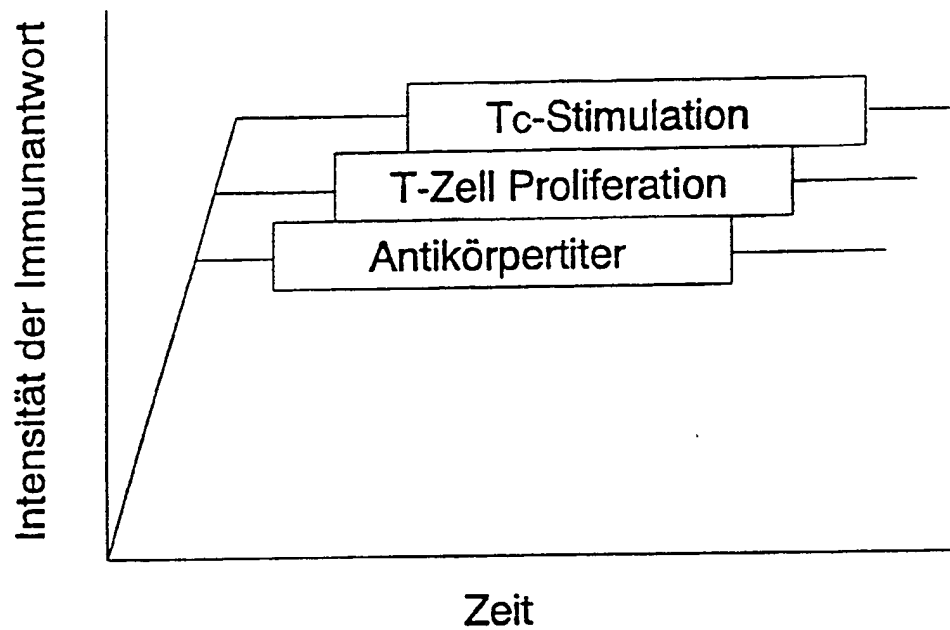 Intensität der Immunantwort
Tc-Stimulation
T-Zell Proliferation
Antikörpertiter
Zeit